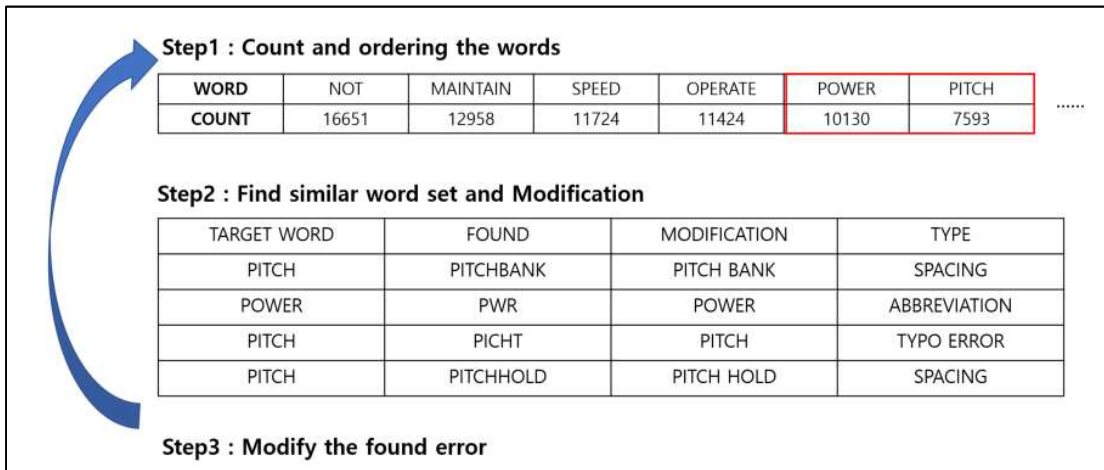 Step1 : Count and ordering the words
WORD NOT MAINTAIN SPEED OPERATE POWER PITCH
COUNT 16651 12958 11724 11424 10130 7593 ......
Step2 : Find similar word set and Modification
TARGET WORD FOUND MODIFICATION TYPE
PITCH PITCHBANK PITCH BANK SPACING
POWER PWR POWER ABBREVIATION
PITCH PICHT PITCH TYPO ERROR
PITCH PITCHHOLD PITCH HOLD SPACING
Step3 : Modify the found error